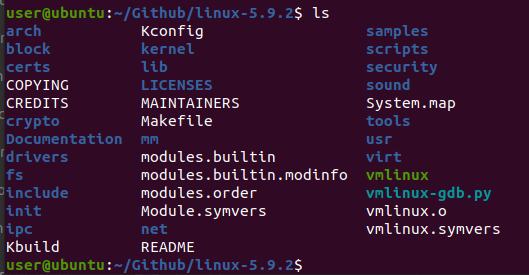 user@ubuntu:~/Github/linux-5.9.2$ ls
arch Kconfig samples
block kernel scripts
certs lib security
COPYING LICENSES sound
CREDITS MAINTAINERS System.map
crypto Makefile tools
Documentation mm usr
drivers modules.builtin virt
fs modules.builtin.modinfo vmlinux
include modules.order vmlinux-gdb.py
init Module.symvers vmlinux.o
ipc net vmlinux.symvers
Kbuild README
user@ubuntu:~/Github/linux-5.9.2$